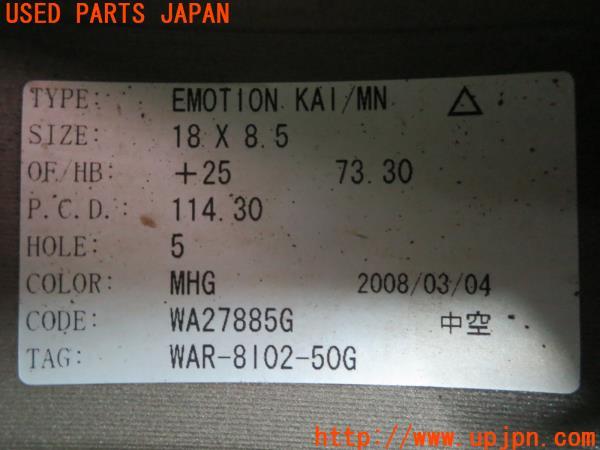 USED PARTS JAPAN
TYPE: EMOTION KAI/MN △
SIZE: 18 X 8.5
OF/HB: +25 73.30
P.C.D.: 114.30
HOLE: 5
COLOR: MHG 2008/03/04
CODE: WA27885G 中空
TAG: WAR-8I02-50G
http://www.upjpn.com